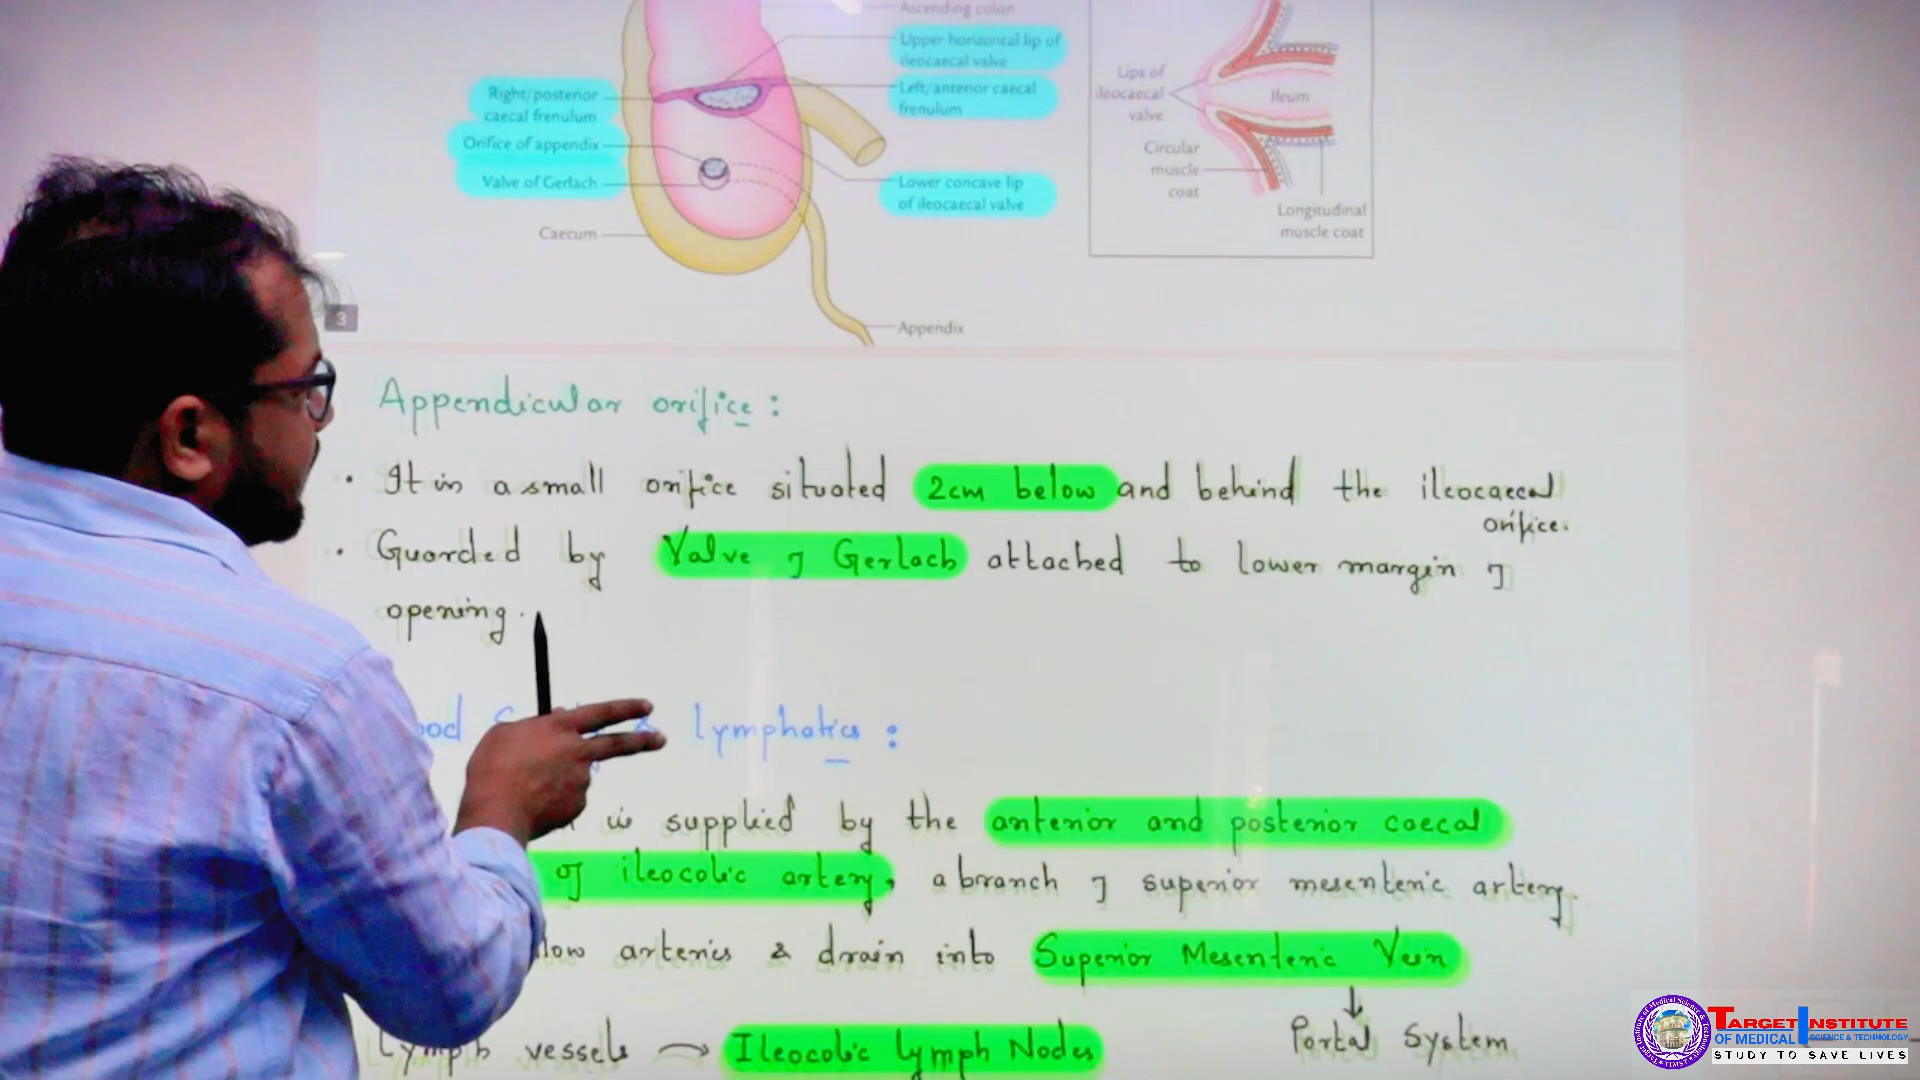 Ascending colon
Upper horizontal lip of
ileocaecal valve
Left/anterior caecal
frenulum
Right/posterior
caecal frenulum
Orifice of appendix
Valve of Gerlach
Lower concave lip
of ileocaecal valve
Caecum
Appendix
Lips of
ileocaecal
valve
Ileum
Circular
muscle
coat
Longitudinal
muscle coat
3
Appendicular orifice :
• It is a small orifice situated 2cm below and behind the ileocaecal
orifice.
• Guarded by Valve of Gerlach attached to lower margin of
opening.
ood & lymphatics :
is supplied by the anterior and posterior caecal
of ileocolic artery, a branch of superior mesenteric artery.
low arteries & drain into Superior Mesenteric Vein
↓
Portal System
Lymph vessels → Ileocolic lymph Nodes
TARGET INSTITUTE
OF MEDICAL SCIENCE & TECHNOLOGY
STUDY TO SAVE LIVES